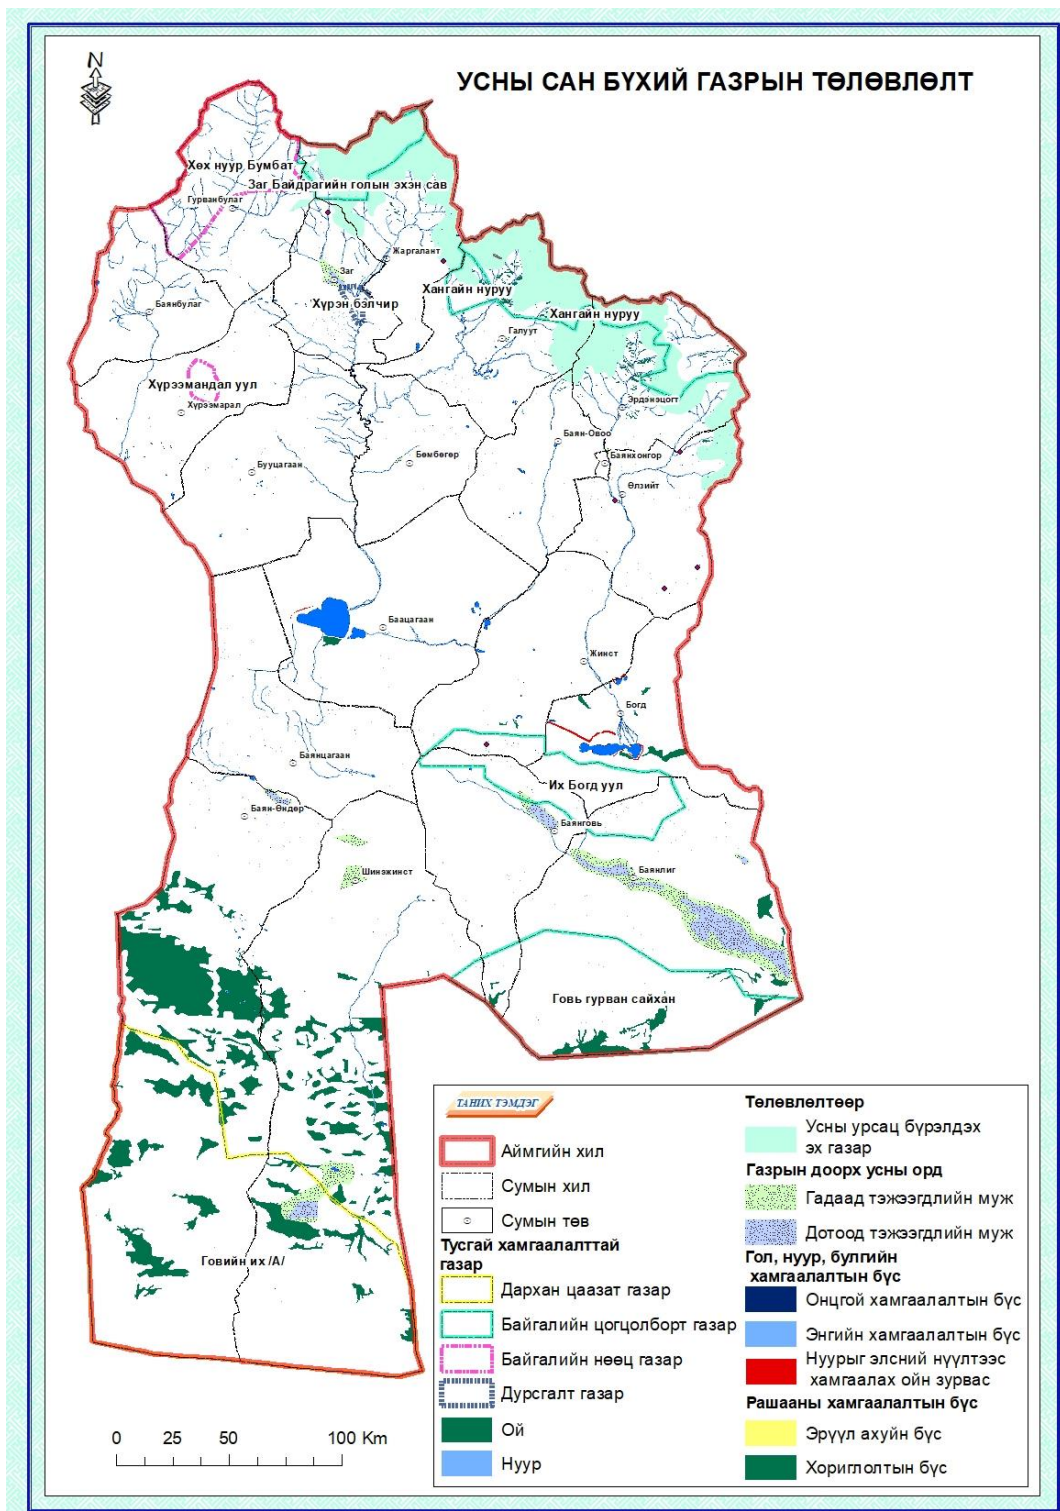 N
УСНЫ САН БҮХИЙ ГАЗРЫН ТӨЛӨВЛӨЛТ
Хөх нуур Бумбат
Заг Байдрагийн голын эхэн сав
Гурванбулаг
Жаргалант
Заг
Хангайн нуруу
Баянбулаг
Хүрэн бэлчир
Хангайн нуруу
Галуут
Хүрээмандал уул
Хүрээмарал
Эрдэнэцогт
Баян-Овоо
Бууцагаан
Бөмбөгөр
Баянхонгор
Өлзийт
Баацагаан
Жинст
Богд
Баянцагаан
Их Богд уул
Баян-Өндөр
Баянговь
Шинэжинст
Баянлиг
Говь гурван сайхан
Говийн их /А/
ТАНИХ ТЭМДЭГ
Аймгийн хил
Сумын хил
Сумын төв
Тусгай хамгаалалттай
газар
Дархан цаазат газар
Байгалийн цогцолборт газар
Байгалийн нөөц газар
Дурсгалт газар
Ой
Нуур
Төлөвлөлтөөр
Усны урсац бүрэлдэх
эх газар
Газрын доорх усны орд
Гадаад тэжээгдлийн муж
Дотоод тэжээгдлийн муж
Гол, нуур, булгийн
хамгаалалтын бүс
Онцгой хамгаалалтын бүс
Энгийн хамгаалалтын бүс
Нуурыг элсний нүүлтээс
хамгаалах ойн зурвас
Рашааны хамгаалалтын бүс
Эрүүл ахуйн бүс
Хориглолтын бүс
0 25 50 100 Km